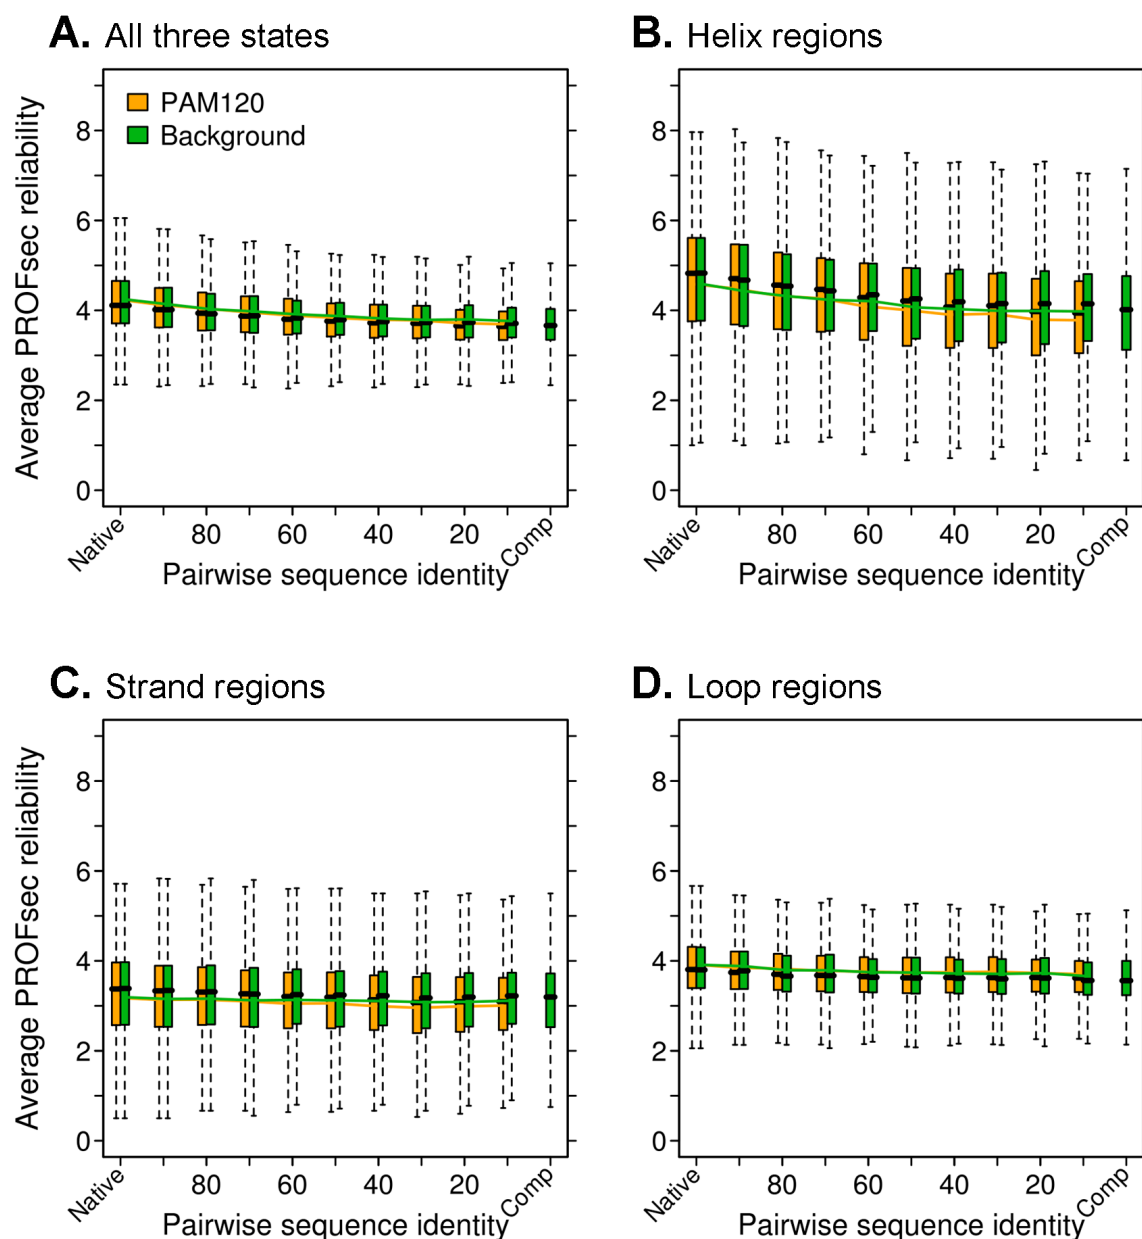 A. All three states
Average PROFsec reliability
8
6
4
2
0
PAM120
Background
Native
80
60
40
20
Comp
Pairwise sequence identity
B. Helix regions
8
6
4
2
0
Native
80
60
40
20
Comp
Pairwise sequence identity
C. Strand regions
Average PROFsec reliability
8
6
4
2
0
Native
80
60
40
20
Comp
Pairwise sequence identity
D. Loop regions
8
6
4
2
0
Native
80
60
40
20
Comp
Pairwise sequence identity